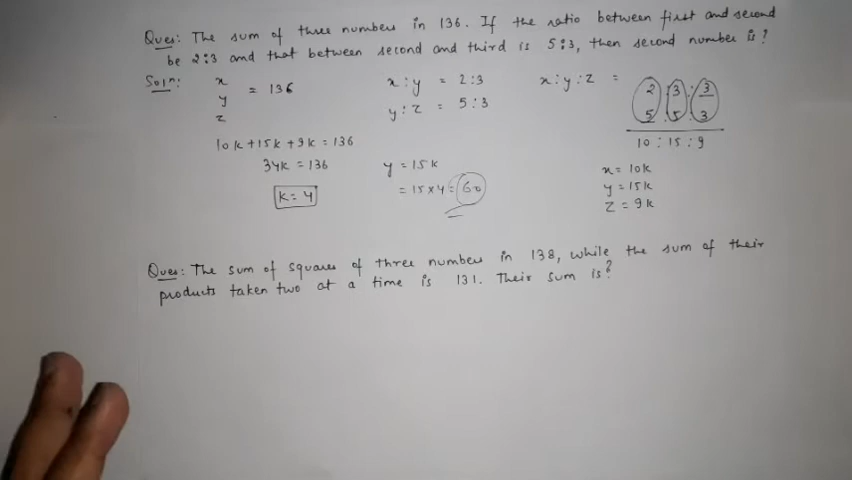 Ques: The sum of three numbers in 136. If the ratio between first and second
be 2:3 and that between second and third is 5:3, then second number is?
Soln: x y z = 136
x:y = 2:3
y:z = 5:3
x:y:z =
2 : 3 : 3
5 : 5 : 3
10 : 15 : 9
10k+15k+9k = 136
34k = 136
k = 4
y = 15k
= 15×4 = 60
x = 10k
y = 15k
z = 9k
Ques: The sum of squares of three numbers in 138, while the sum of their
products taken two at a time is 131. Their sum is?